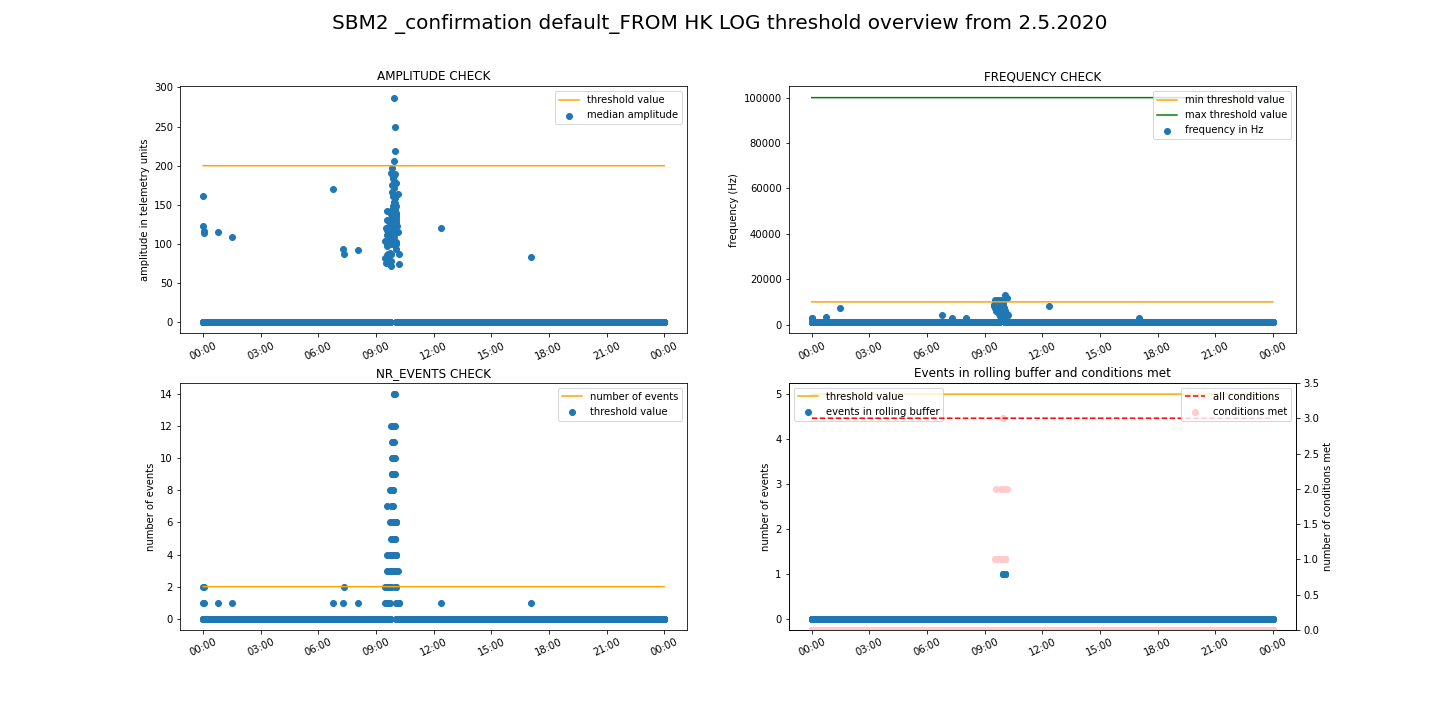 SBM2 _confirmation default_FROM HK LOG threshold overview from 2.5.2020
AMPLITUDE CHECK
amplitude in telemetry units
300
250
200
150
100
50
0
threshold value
median amplitude
00:00 03:00 06:00 09:00 12:00 15:00 18:00 21:00 00:00
FREQUENCY CHECK
frequency (Hz)
100000
80000
60000
40000
20000
0
min threshold value
max threshold value
frequency in Hz
00:00 03:00 06:00 09:00 12:00 15:00 18:00 21:00 00:00
NR_EVENTS CHECK
number of events
14
12
10
8
6
4
2
0
number of events
threshold value
00:00 03:00 06:00 09:00 12:00 15:00 18:00 21:00 00:00
Events in rolling buffer and conditions met
number of events
5
4
3
2
1
0
threshold value
events in rolling buffer
all conditions
conditions met
3.5
3.0
2.5
2.0
1.5
1.0
0.5
0.0
number of conditions met
00:00 03:00 06:00 09:00 12:00 15:00 18:00 21:00 00:00